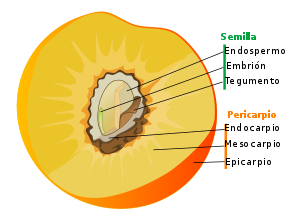 Semilla
Endospermo
Embrión
Tegumento
Pericarpio
Endocarpio
Mesocarpio
Epicarpio